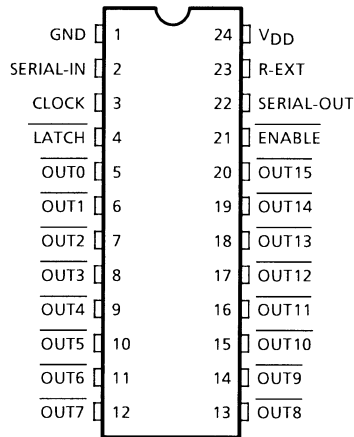 GND 1 24 VDD
SERIAL-IN 2 23 R-EXT
CLOCK 3 22 SERIAL-OUT
LATCH 4 21 ENABLE
OUT0 5 20 OUT15
OUT1 6 19 OUT14
OUT2 7 18 OUT13
OUT3 8 17 OUT12
OUT4 9 16 OUT11
OUT5 10 15 OUT10
OUT6 11 14 OUT9
OUT7 12 13 OUT8